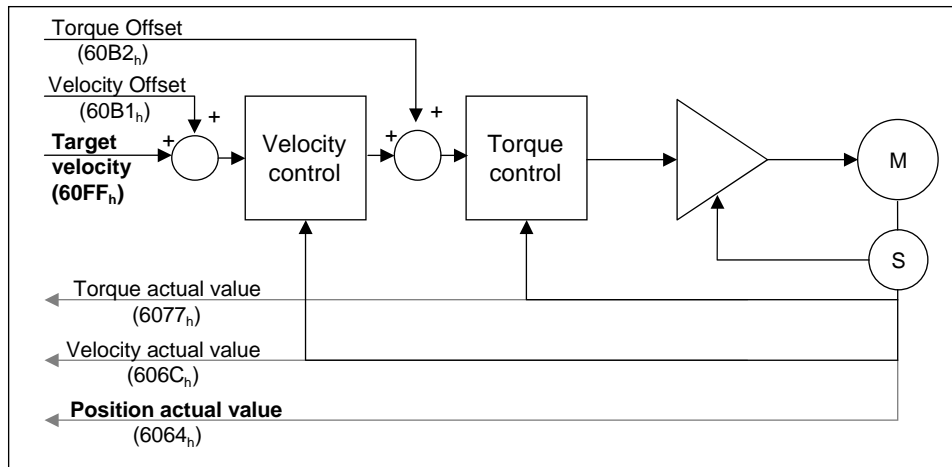 Torque Offset
(60B2h)
Velocity Offset
(60B1h)
+
+
Target
velocity
(60FFh)
Velocity
control
+
+
Torque
control
M
S
Torque actual value
(6077h)
Velocity actual value
(606Ch)
Position actual value
(6064h)